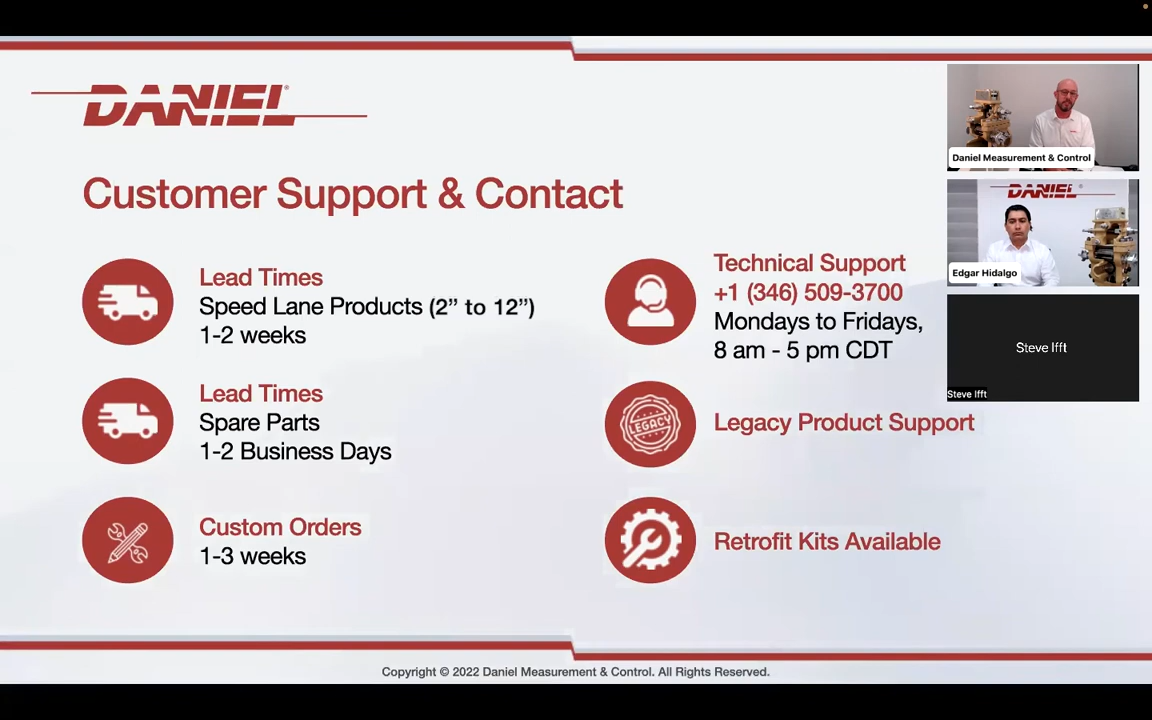 DANIEL
Customer Support & Contact
Lead Times
Speed Lane Products (2” to 12”)
1-2 weeks
Lead Times
Spare Parts
1-2 Business Days
Custom Orders
1-3 weeks
Technical Support
+1 (346) 509-3700
Mondays to Fridays,
8 am - 5 pm CDT
LEGACY
Legacy Product Support
Retrofit Kits Available
Daniel Measurement & Control
DANIEL
Edgar Hidalgo
Steve Ifft
Steve Ifft
Copyright © 2022 Daniel Measurement & Control. All Rights Reserved.